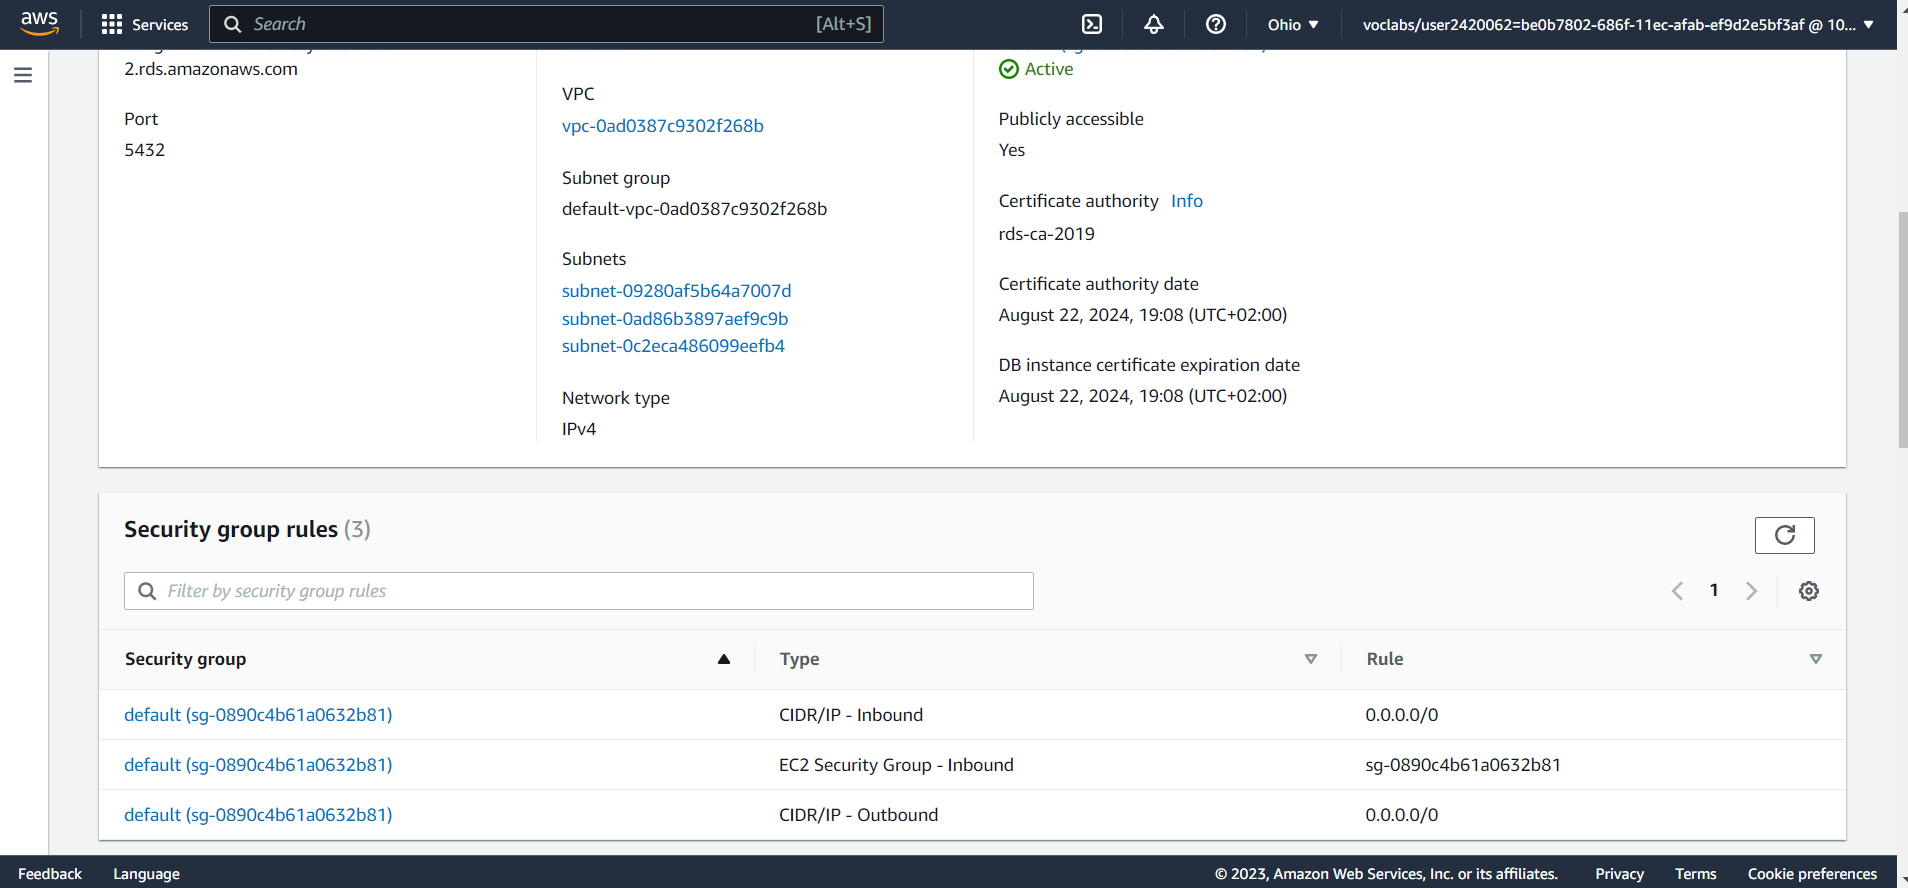 aws
Services
Search
[Alt+S]
Ohio
voclabs/user2420062=be0b7802-686f-11ec-afab-ef9d2e5bf3af @ 10...
2.rds.amazonaws.com
Port
5432
VPC
vpc-0ad0387c9302f268b
Subnet group
default-vpc-0ad0387c9302f268b
Subnets
subnet-09280af5b64a7007d
subnet-0ad86b3897aef9c9b
subnet-0c2eca486099eefb4
Network type
IPv4
Active
Publicly accessible
Yes
Certificate authority Info
rds-ca-2019
Certificate authority date
August 22, 2024, 19:08 (UTC+02:00)
DB instance certificate expiration date
August 22, 2024, 19:08 (UTC+02:00)
Security group rules (3)
Filter by security group rules
1
Security group Type Rule
default (sg-0890c4b61a0632b81) CIDR/IP - Inbound 0.0.0.0/0
default (sg-0890c4b61a0632b81) EC2 Security Group - Inbound sg-0890c4b61a0632b81
default (sg-0890c4b61a0632b81) CIDR/IP - Outbound 0.0.0.0/0
Feedback Language © 2023, Amazon Web Services, Inc. or its affiliates. Privacy Terms Cookie preferences